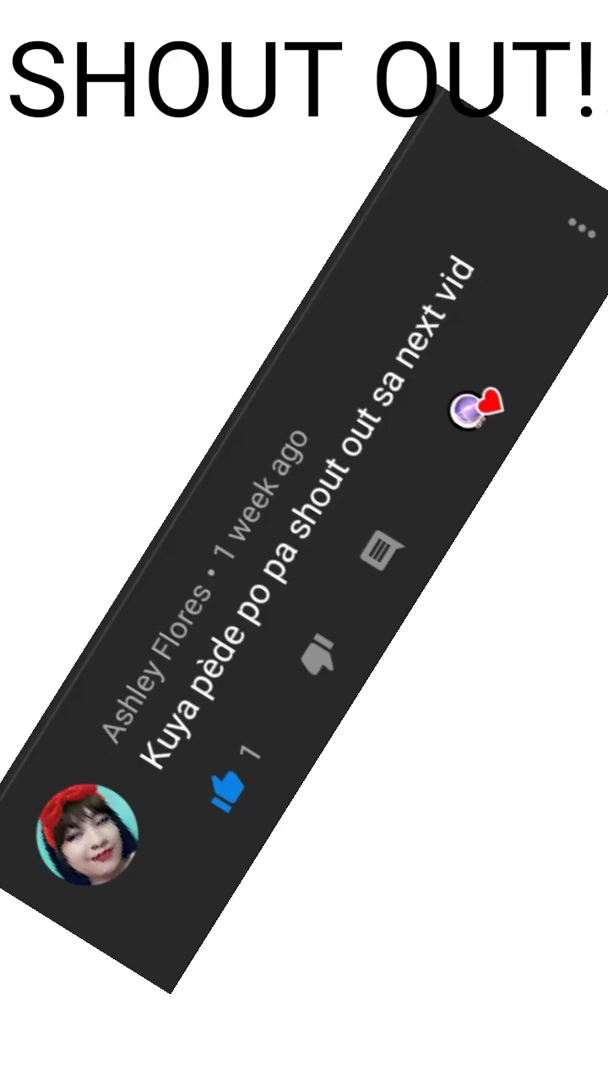 SHOUT OUT!
Ashley Flores • 1 week ago
Kuya pède po pa shout out sa next vid
1